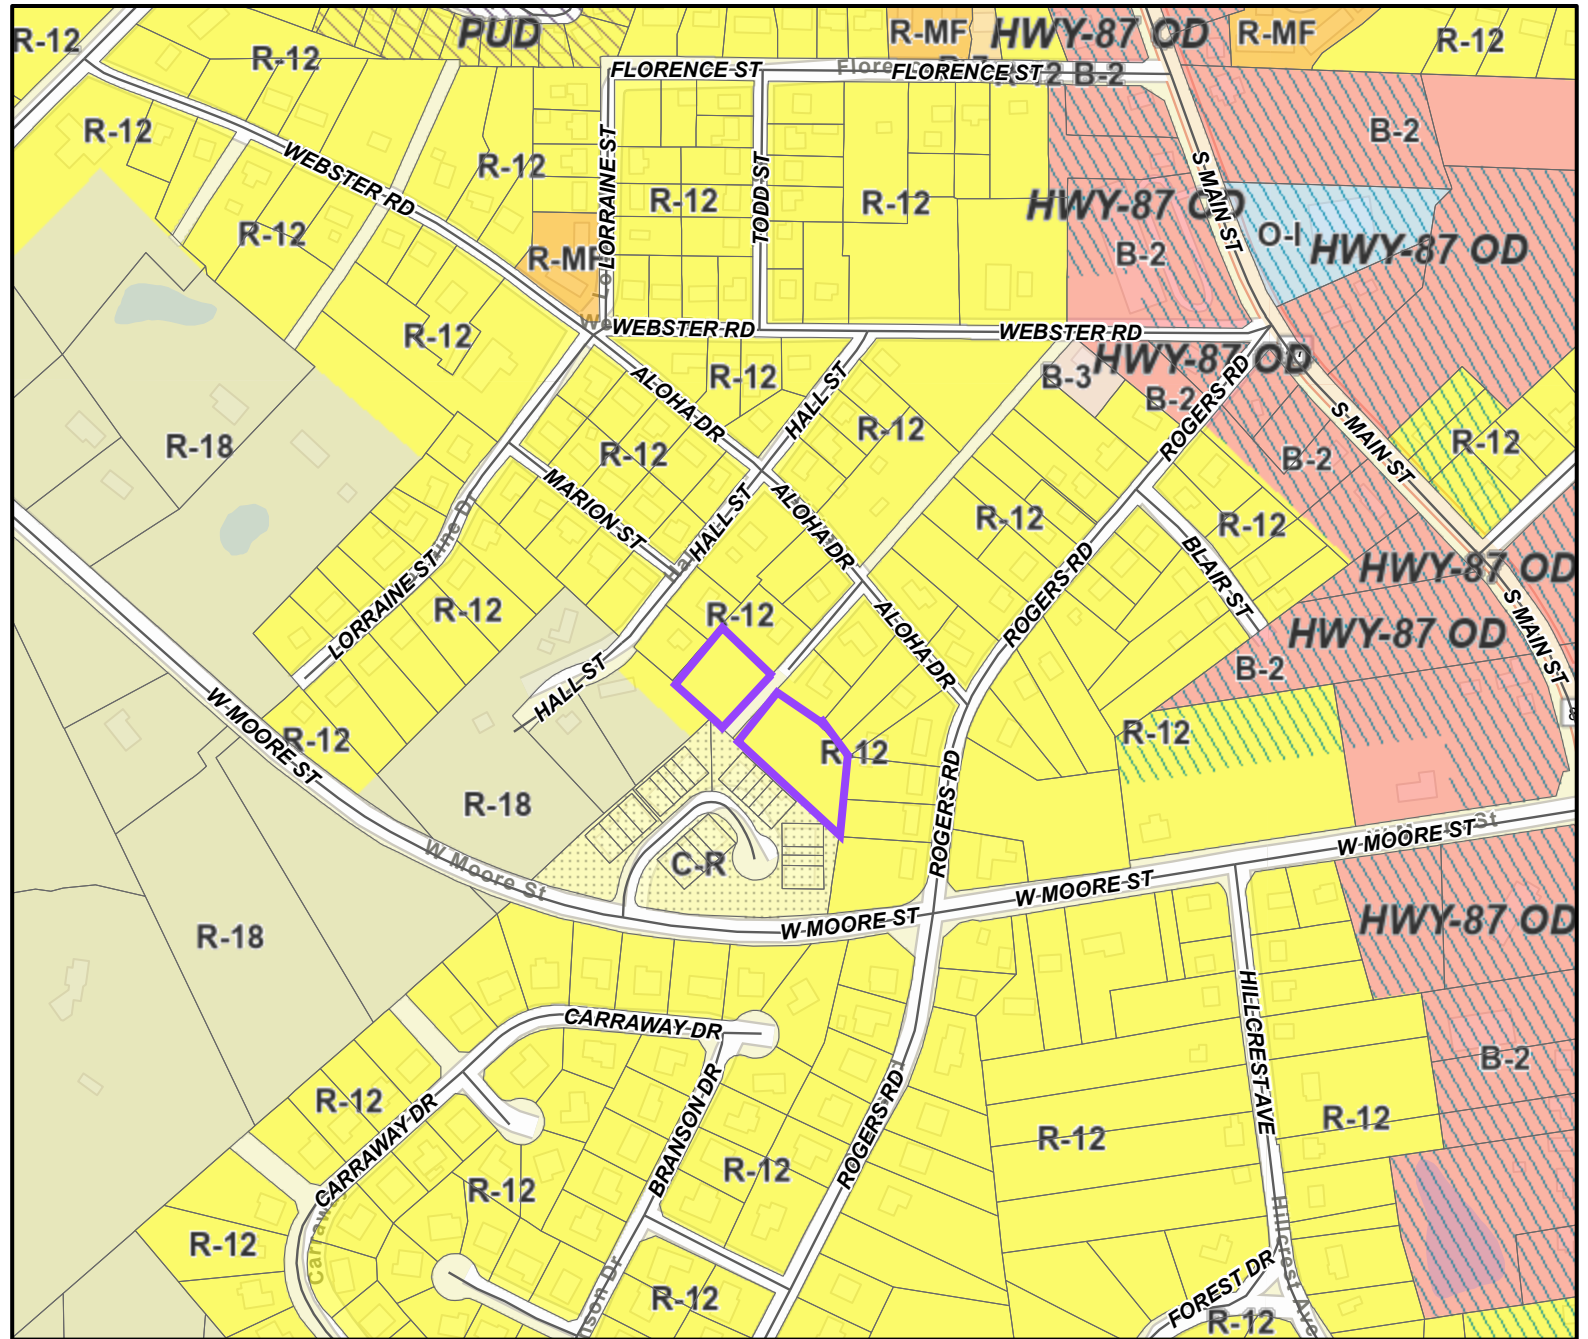 R-12
R-12
PUD
R-MF
HWY-87 OD
R-MF
R-12
FLORENCE ST
FLORENCE ST
B-2
R-12
B-2
R-12
WEBSTER RD
LORRAINE ST
TODD ST
S MAIN ST
R-12
R-12
HWY-87 OD
R-12
R-MF
B-2
O-I
HWY-87 OD
R-12
WEBSTER RD
WEBSTER RD
HWY-87 OD
R-12
B-3
B-2
ALOHA DR
HALL ST
ROGERS RD
S MAIN ST
R-18
R-12
R-12
B-2
R-12
MARION ST
HALL ST
ALOHA DR
R-12
R-12
LORRAINE ST
R-12
R-12
ROGERS RD
BLAIR ST
HWY-87 OD
S MAIN ST
HWY-87 OD
ALOHA DR
HALL ST
B-2
W MOORE ST
R-12
R-12
R-12
R-18
ROGERS RD
C-R
W Moore St
W MOORE ST
W MOORE ST
W MOORE ST
R-18
HWY-87 OD
CARRAWAY DR
HILLCREST AVE
B-2
R-12
CARRAWAY DR
BRANSON DR
ROGERS RD
R-12
R-12
R-12
R-12
R-12
R-12
FOREST DR
Hillcrest Ave
R-12